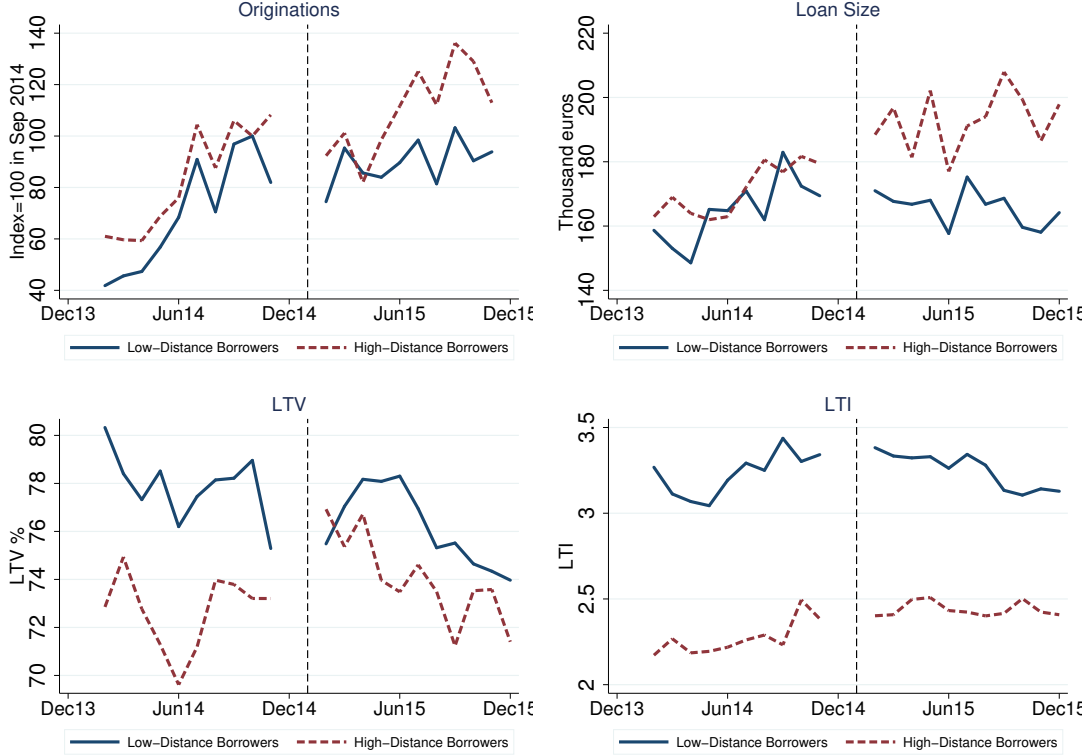 Originations
Index=100 in Sep 2014
140
120
100
80
60
40
Dec13 Jun14 Dec14 Jun15 Dec15
Low−Distance Borrowers High−Distance Borrowers
Loan Size
Thousand euros
220
200
180
160
140
Dec13 Jun14 Dec14 Jun15 Dec15
Low−Distance Borrowers High−Distance Borrowers
LTV
LTV %
80
78
76
74
72
70
Dec13 Jun14 Dec14 Jun15 Dec15
Low−Distance Borrowers High−Distance Borrowers
LTI
LTI
3.5
3
2.5
2
Dec13 Jun14 Dec14 Jun15 Dec15
Low−Distance Borrowers High−Distance Borrowers